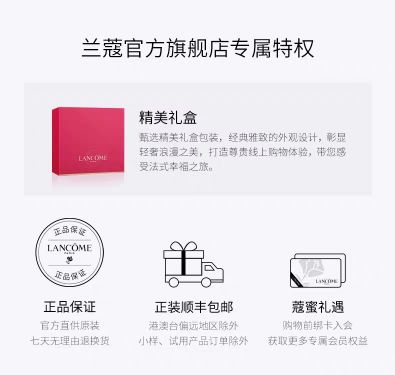 兰蔻官方旗舰店专属特权
精美礼盒
甄选精美礼盒包装，经典雅致的外观设计，彰显
轻奢浪漫之美，打造尊贵线上购物体验，带您感
受法式幸福之旅。
LANCÔME
正品保证
LANCÔME
PARIS
正品保证
LANCÔME
正品保证
正装顺丰包邮
蔻蜜礼遇
官方直供原装
港澳台偏远地区除外
购物前绑卡入会
七天无理由退换货
小样、试用产品订单除外
获取更多专属会员权益